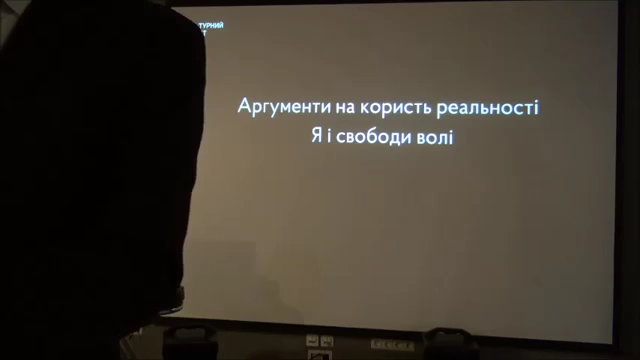 Аргументи на користь реальності
Я і свободи волі